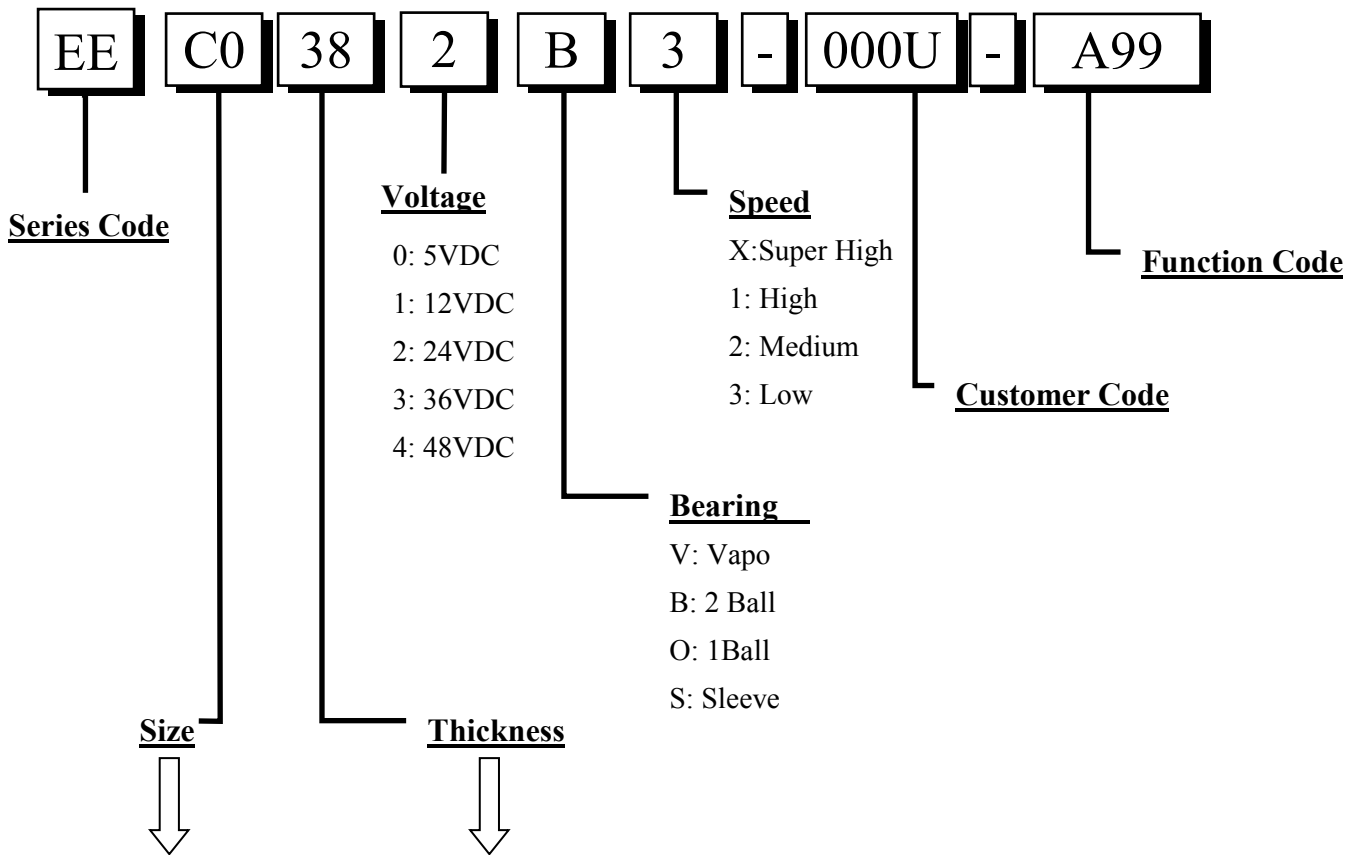 EE C0 38 2 B 3 - 000U - A99
Series Code
Voltage
0: 5VDC
1: 12VDC
2: 24VDC
3: 36VDC
4: 48VDC
Speed
X:Super High
1: High
2: Medium
3: Low
Function Code
Customer Code
Bearing
V: Vapo
B: 2 Ball
O: 1Ball
S: Sleeve
Size
Thickness